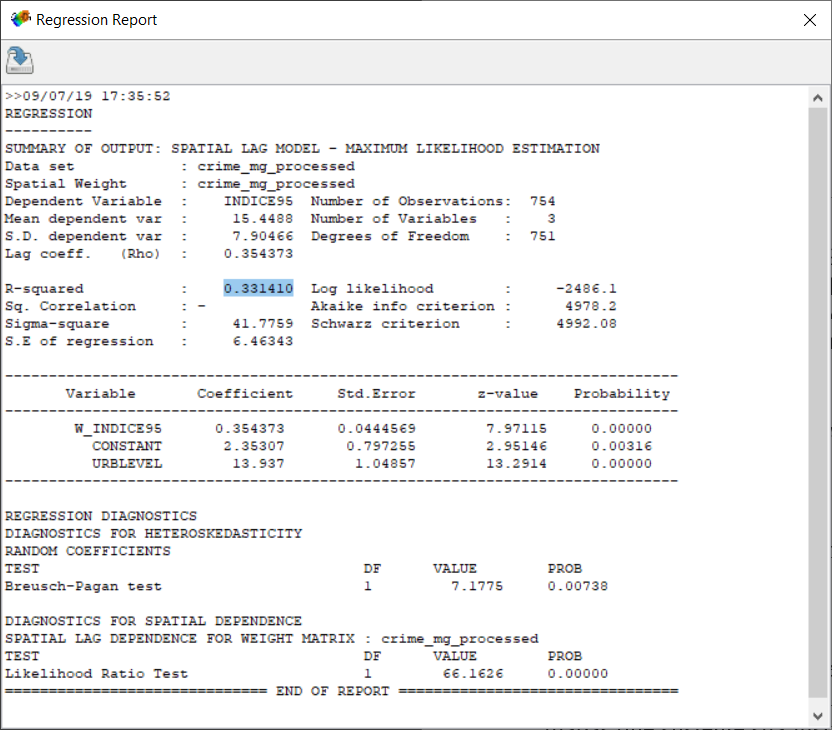 Regression Report
>>09/07/19 17:35:52
REGRESSION
----------
SUMMARY OF OUTPUT: SPATIAL LAG MODEL - MAXIMUM LIKELIHOOD ESTIMATION
Data set            : crime_mg_processed
Spatial Weight      : crime_mg_processed
Dependent Variable  :    INDICE95  Number of Observations:  754
Mean dependent var  :     15.4488  Number of Variables   :    3
S.D. dependent var  :     7.90466  Degrees of Freedom    :  751
Lag coeff.   (Rho)  :    0.354373

R-squared           :    0.331410  Log likelihood        :     -2486.1
Sq. Correlation     : -            Akaike info criterion :      4978.2
Sigma-square        :     41.7759  Schwarz criterion     :     4992.08
S.E of regression   :     6.46343

-----------------------------------------------------------------------------
       Variable       Coefficient     Std.Error       z-value    Probability
-----------------------------------------------------------------------------
        W_INDICE95      0.354373      0.0444569       7.97115     0.00000
          CONSTANT       2.35307       0.797255       2.95146     0.00316
          URBLEVEL        13.937        1.04857       13.2914     0.00000
-----------------------------------------------------------------------------

REGRESSION DIAGNOSTICS
DIAGNOSTICS FOR HETEROSKEDASTICITY
RANDOM COEFFICIENTS
TEST                                     DF      VALUE        PROB
Breusch-Pagan test                       1         7.1775     0.00738

DIAGNOSTICS FOR SPATIAL DEPENDENCE
SPATIAL LAG DEPENDENCE FOR WEIGHT MATRIX : crime_mg_processed
TEST                                     DF      VALUE        PROB
Likelihood Ratio Test                    1        66.1626     0.00000
============================== END OF REPORT ================================